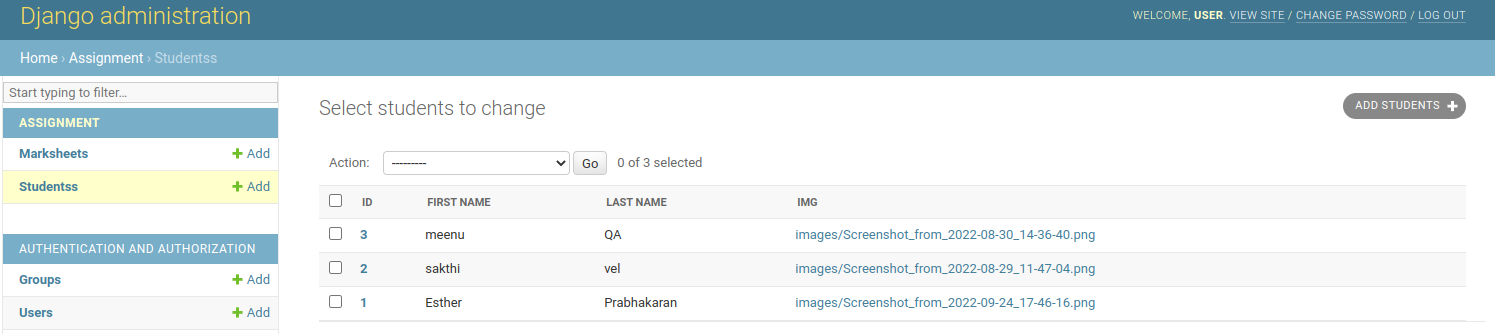 Django administration
WELCOME, USER. VIEW SITE / CHANGE PASSWORD / LOG OUT
Home › Assignment › Studentss
Start typing to filter...
ASSIGNMENT
Marksheets + Add
Studentss + Add
AUTHENTICATION AND AUTHORIZATION
Groups + Add
Users + Add
Select students to change
ADD STUDENTS +
Action: --------- Go 0 of 3 selected
ID FIRST NAME LAST NAME IMG
3 meenu QA images/Screenshot_from_2022-08-30_14-36-40.png
2 sakthi vel images/Screenshot_from_2022-08-29_11-47-04.png
1 Esther Prabhakaran images/Screenshot_from_2022-09-24_17-46-16.png